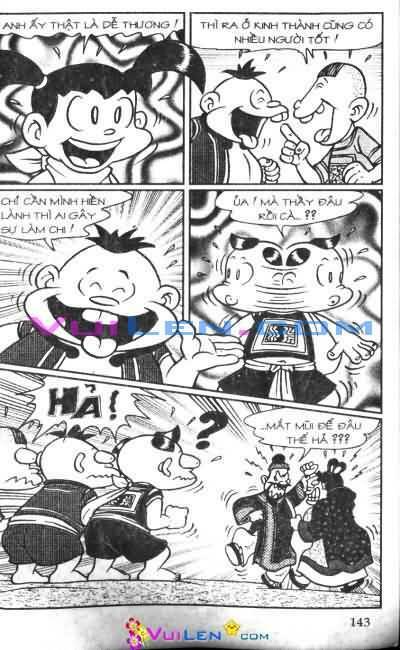 ANH ẤY THẬT LÀ DỄ THƯƠNG !
THÌ RA Ở KINH THÀNH CŨNG CÓ
NHIỀU NGƯỜI TỐT !
CHỈ CẦN MÌNH HIỀN
LÀNH THÌ AI GÂY
SỰ LÀM CHI !
ỦA ! MÀ THẦY ĐÂU
RỒI CÀ...??
VuiLen.com
HẢ!
?
...MẮT MŨI ĐỂ ĐÂU
THẾ HẢ ???
143
VuiLen.com